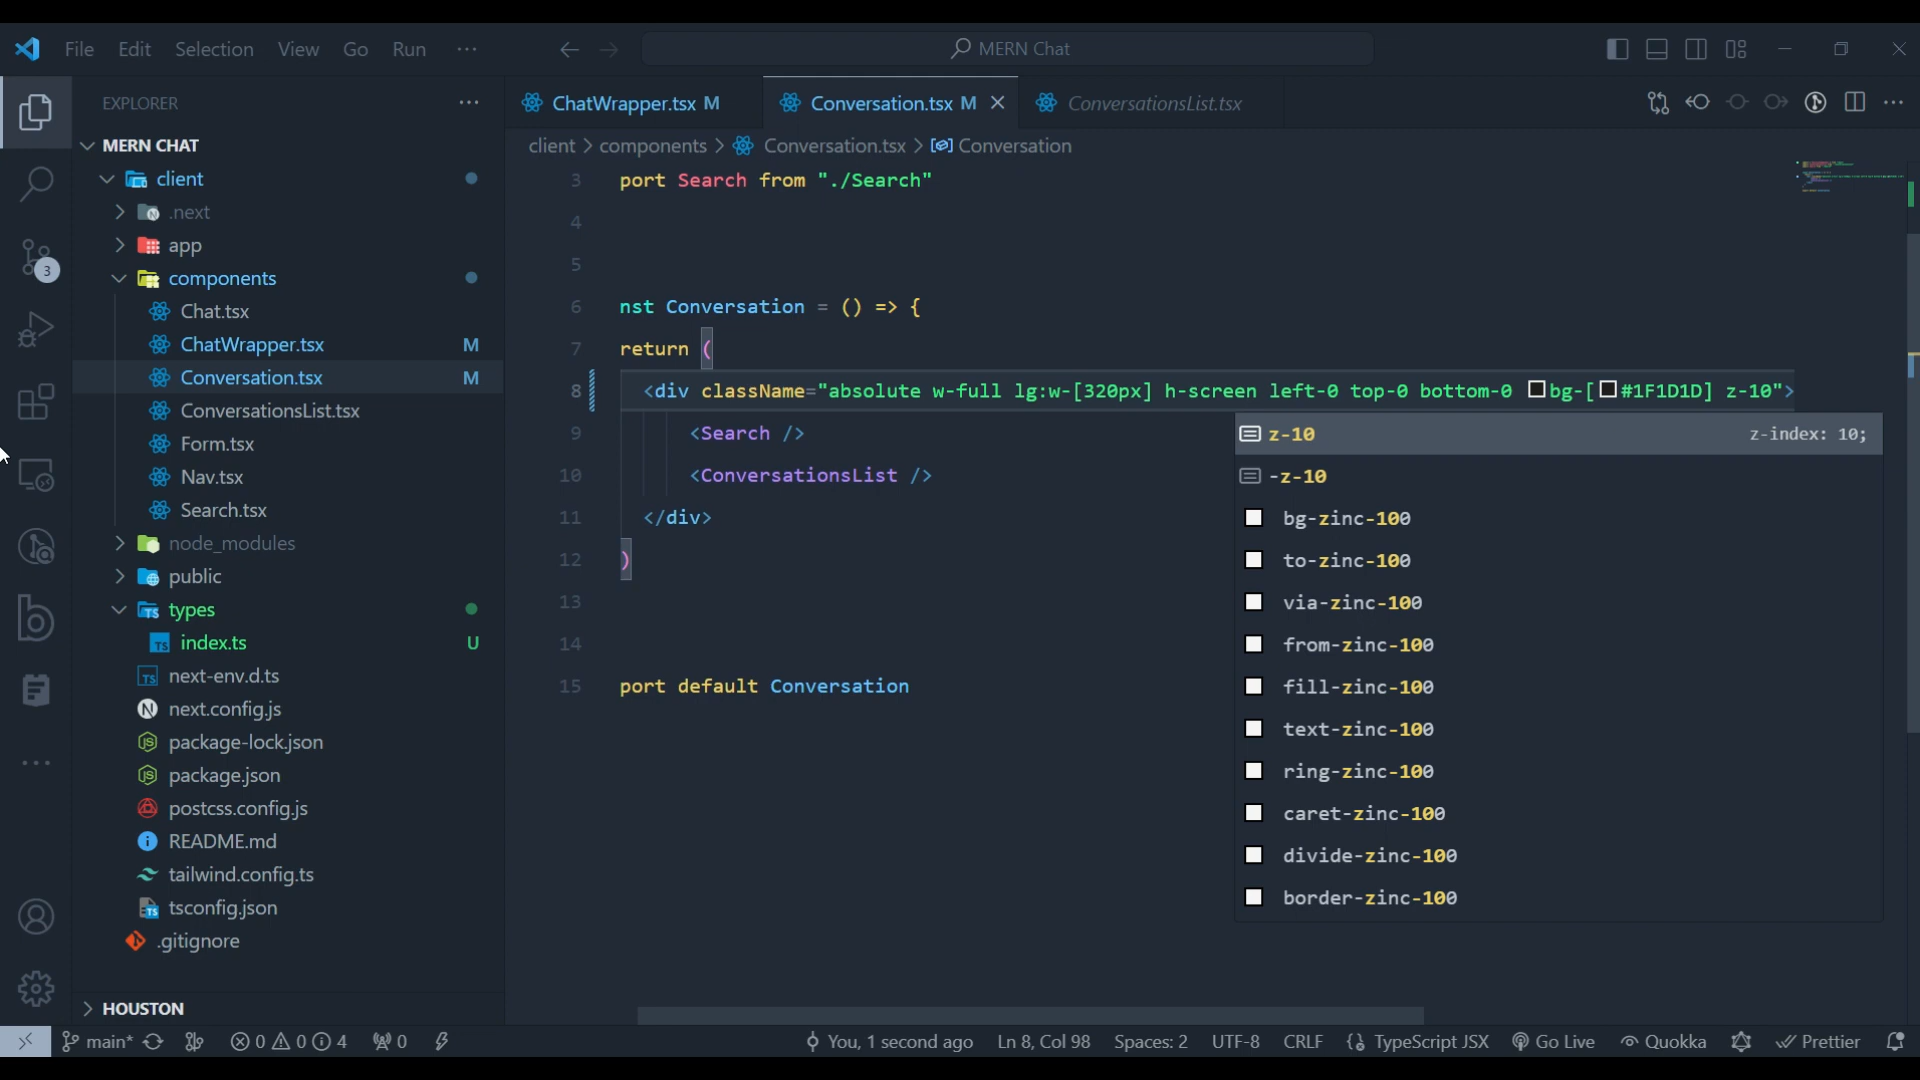 File Edit Selection View Go Run ··· MERN Chat
EXPLORER ···
MERN CHAT
client
.next
app
components
Chat.tsx
ChatWrapper.tsx M
Conversation.tsx M
ConversationsList.tsx
Form.tsx
Nav.tsx
Search.tsx
node_modules
public
types
index.ts U
next-env.d.ts
next.config.js
package-lock.json
package.json
postcss.config.js
README.md
tailwind.config.ts
tsconfig.json
.gitignore
HOUSTON
3
ChatWrapper.tsx M Conversation.tsx M ConversationsList.tsx
client > components > Conversation.tsx > Conversation
3 port Search from "./Search"
4
5
6 nst Conversation = () => {
7 return (
8 <div className="absolute w-full lg:w-[320px] h-screen left-0 top-0 bottom-0 bg-[#1F1D1D] z-10">
9 <Search />
10 <ConversationsList />
11 </div>
12 )
13
14
15 port default Conversation
z-10 z-index: 10;
-z-10
bg-zinc-100
to-zinc-100
via-zinc-100
from-zinc-100
fill-zinc-100
text-zinc-100
ring-zinc-100
caret-zinc-100
divide-zinc-100
border-zinc-100
main* 0 0 4 0 You, 1 second ago Ln 8, Col 98 Spaces: 2 UTF-8 CRLF TypeScript JSX Go Live Quokka Prettier